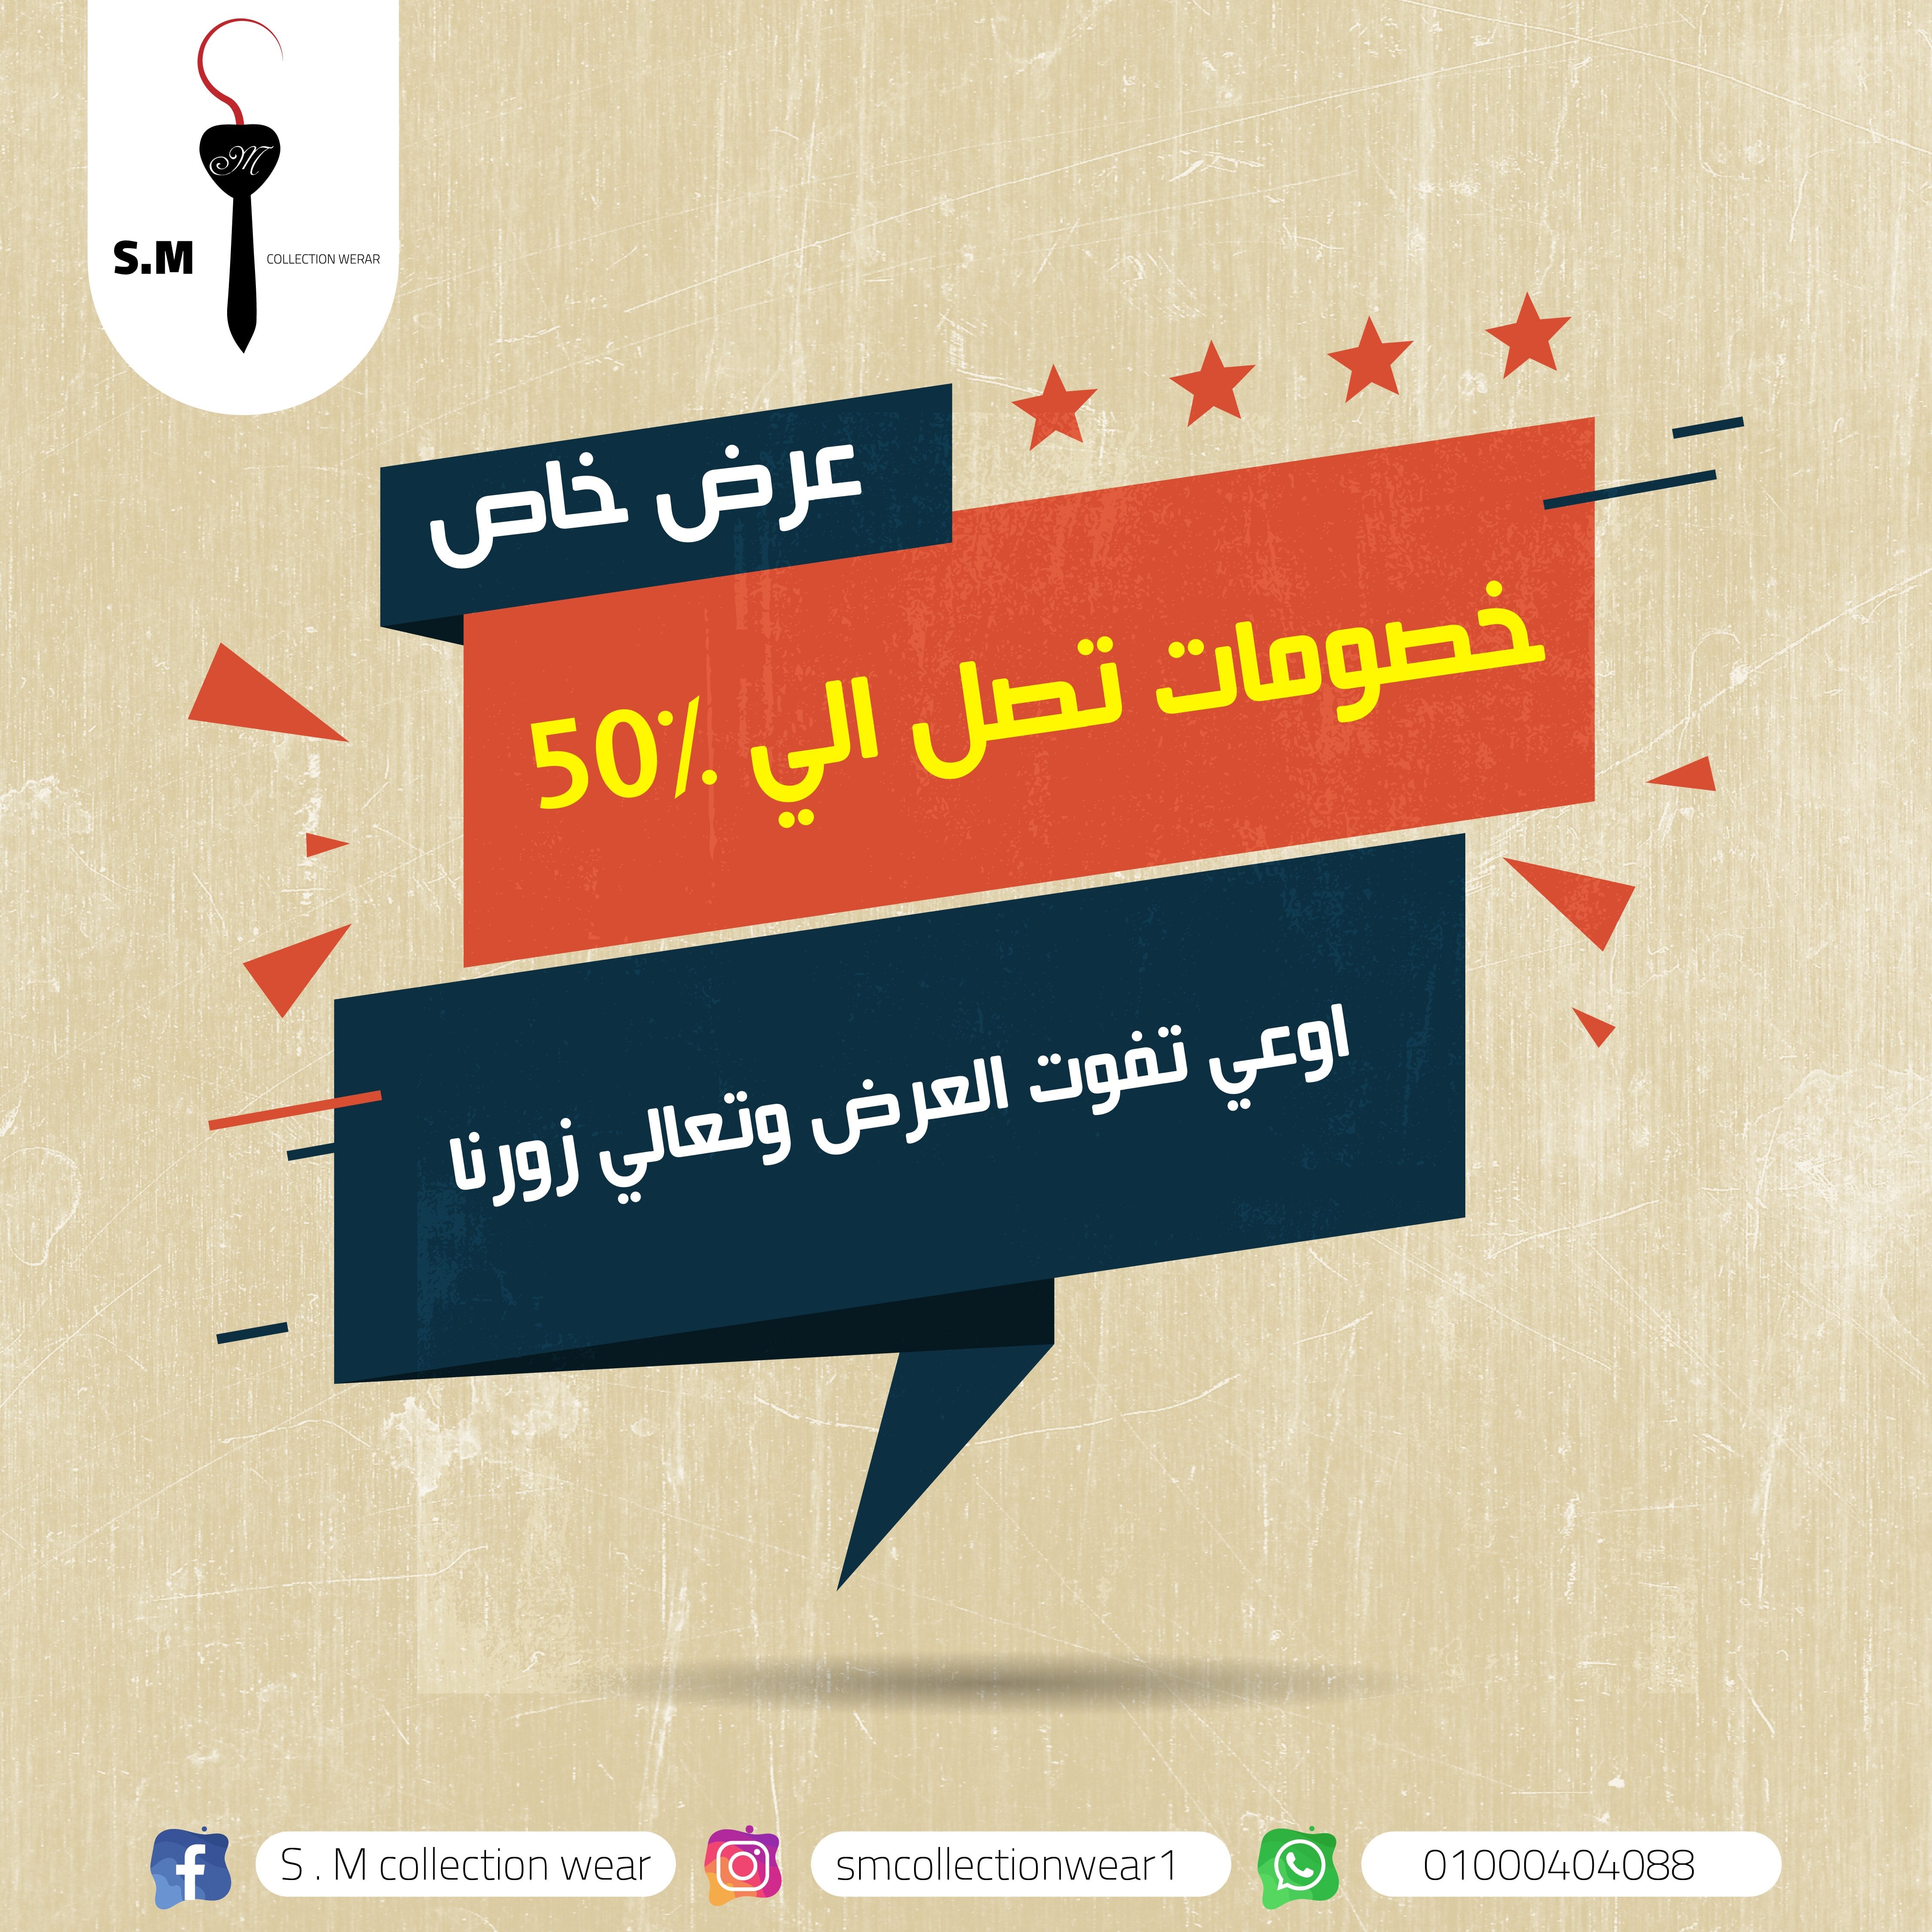 M
S.M
COLLECTION WERAR
عرض خاص
خصومات تصل الي 50%
اوعي تفوت العرض وتعالي زورنا
S . M collection wear
smcollectionwear1
01000404088